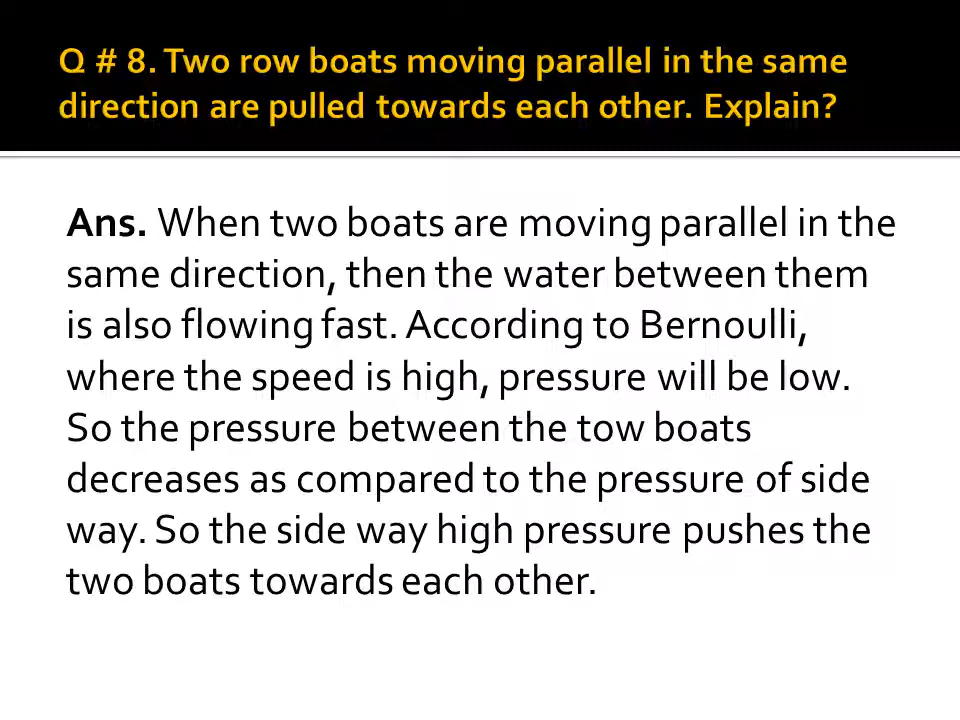 Q # 8. Two row boats moving parallel in the same
direction are pulled towards each other. Explain?
Ans. When two boats are moving parallel in the
same direction, then the water between them
is also flowing fast. According to Bernoulli,
where the speed is high, pressure will be low.
So the pressure between the tow boats
decreases as compared to the pressure of side
way. So the side way high pressure pushes the
two boats towards each other.